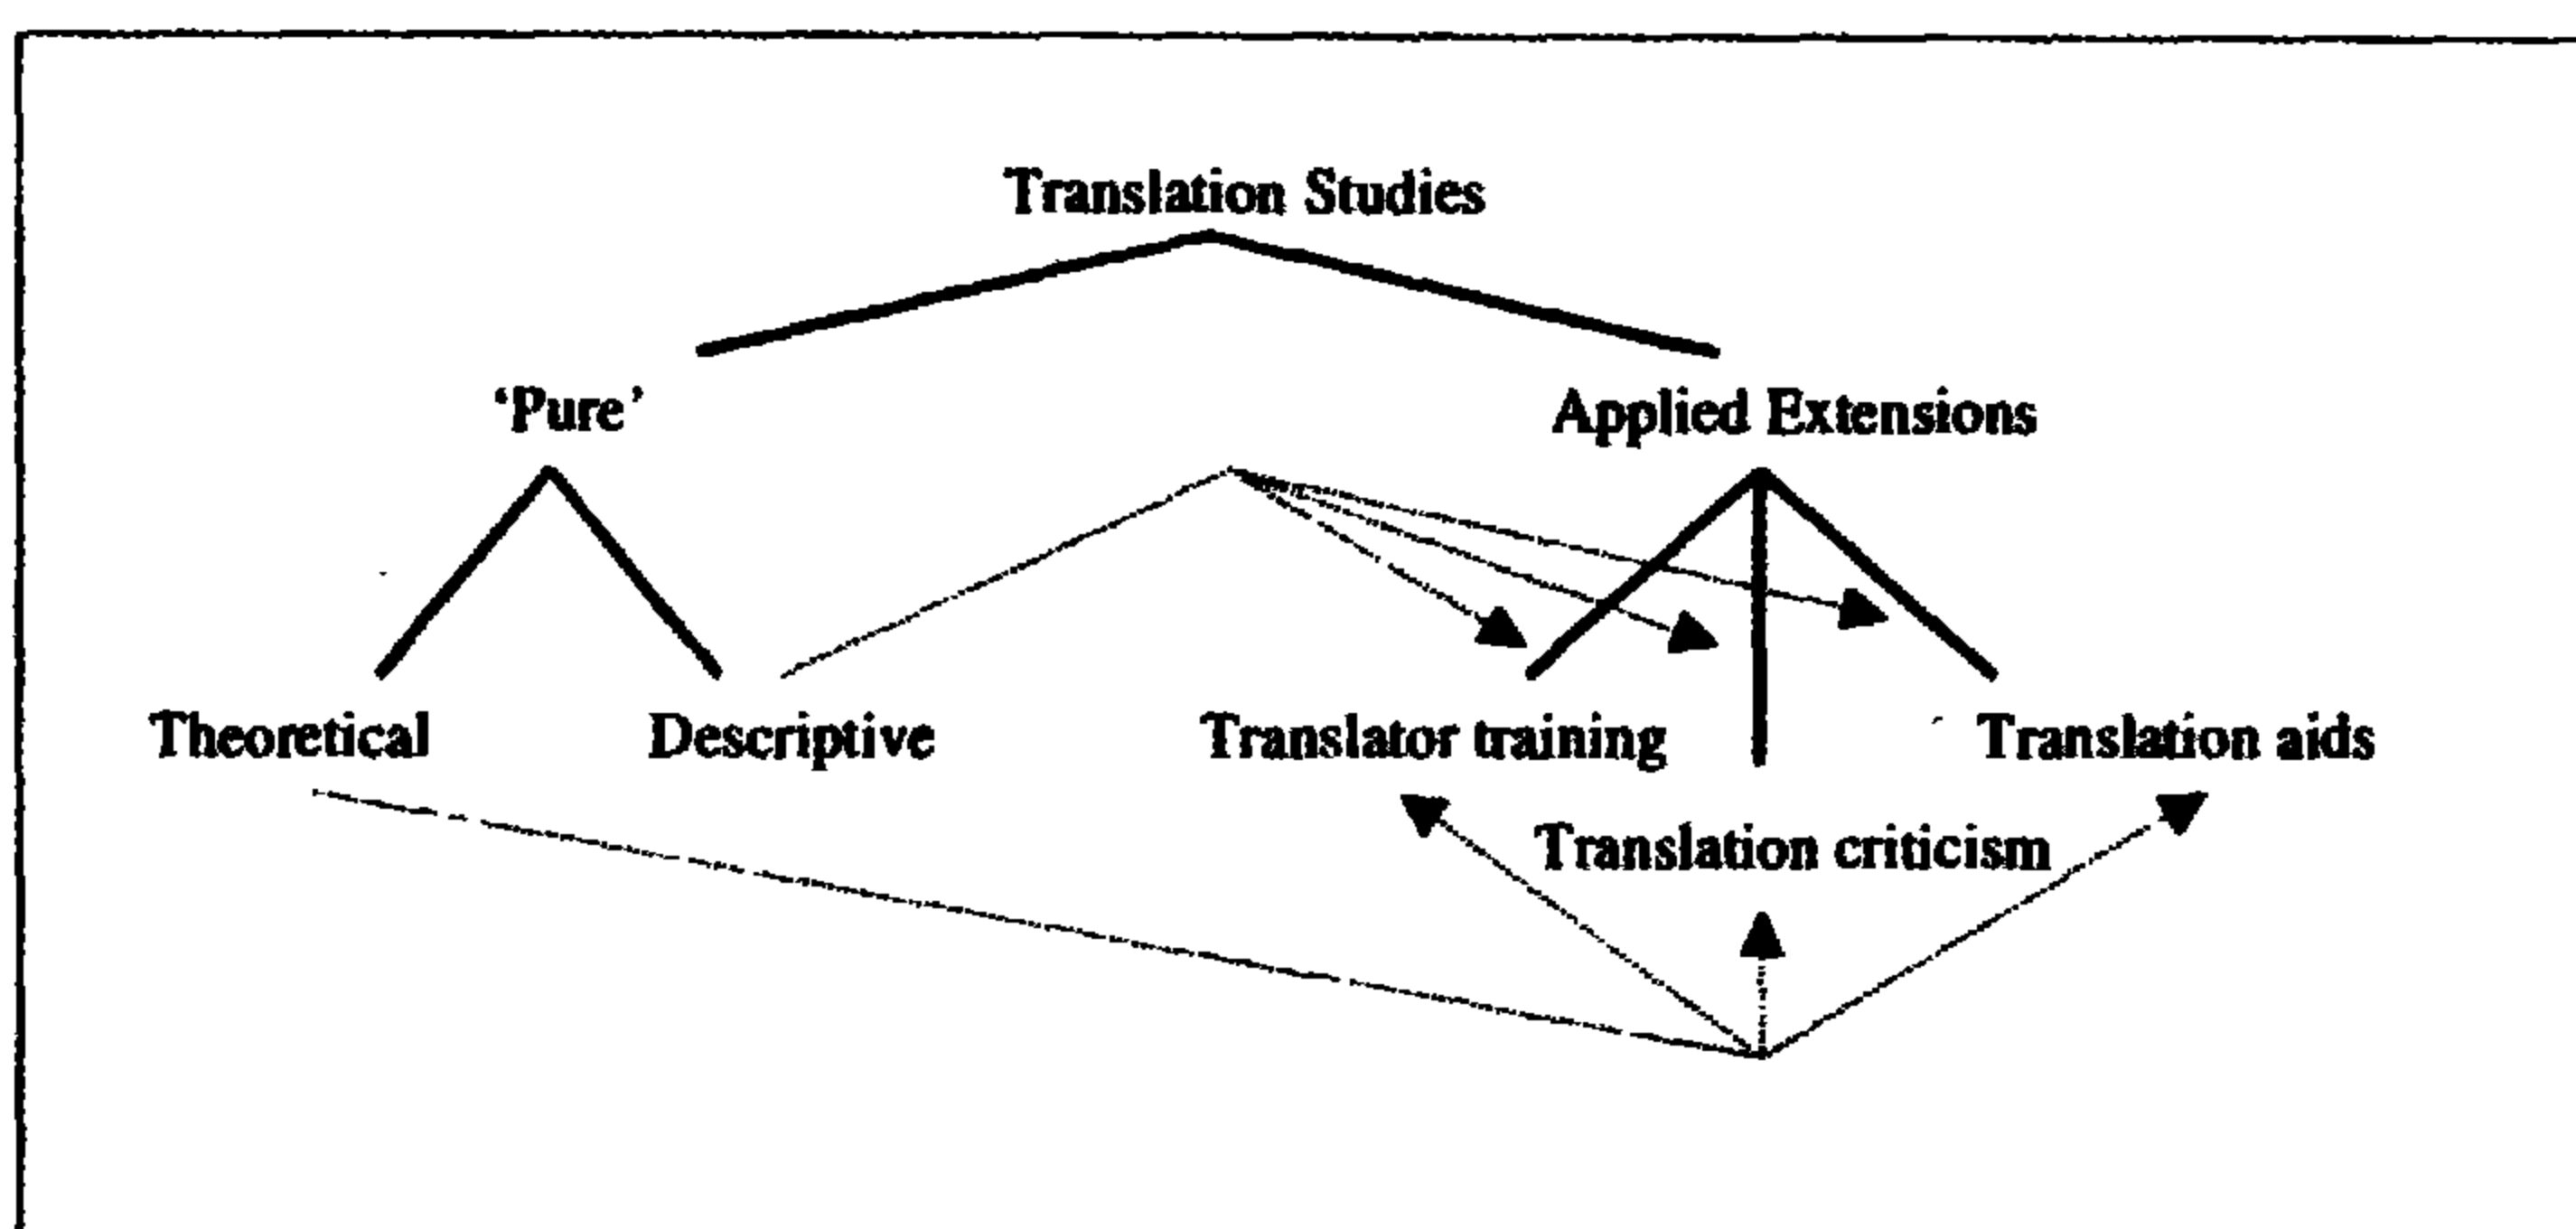 Translation Studies
‘Pure’
Applied Extensions
Theoretical
Descriptive
Translator training
Translation aids
Translation criticism